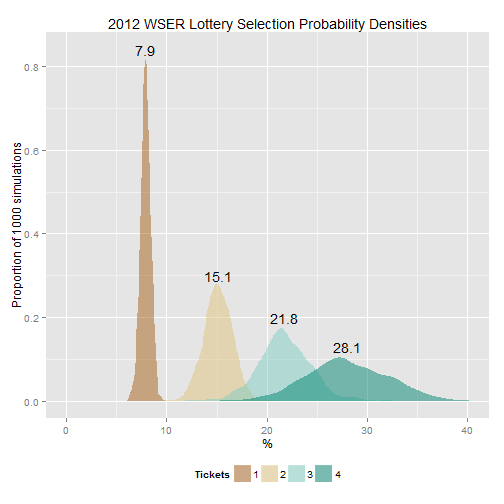 2012 WSER Lottery Selection Probability Densities
7.9
0.8
0.6
Proportion of 1000 simulations
0.4
15.1
21.8
0.2
28.1
0.0
0 10 20 30 40
%
Tickets 1 2 3 4